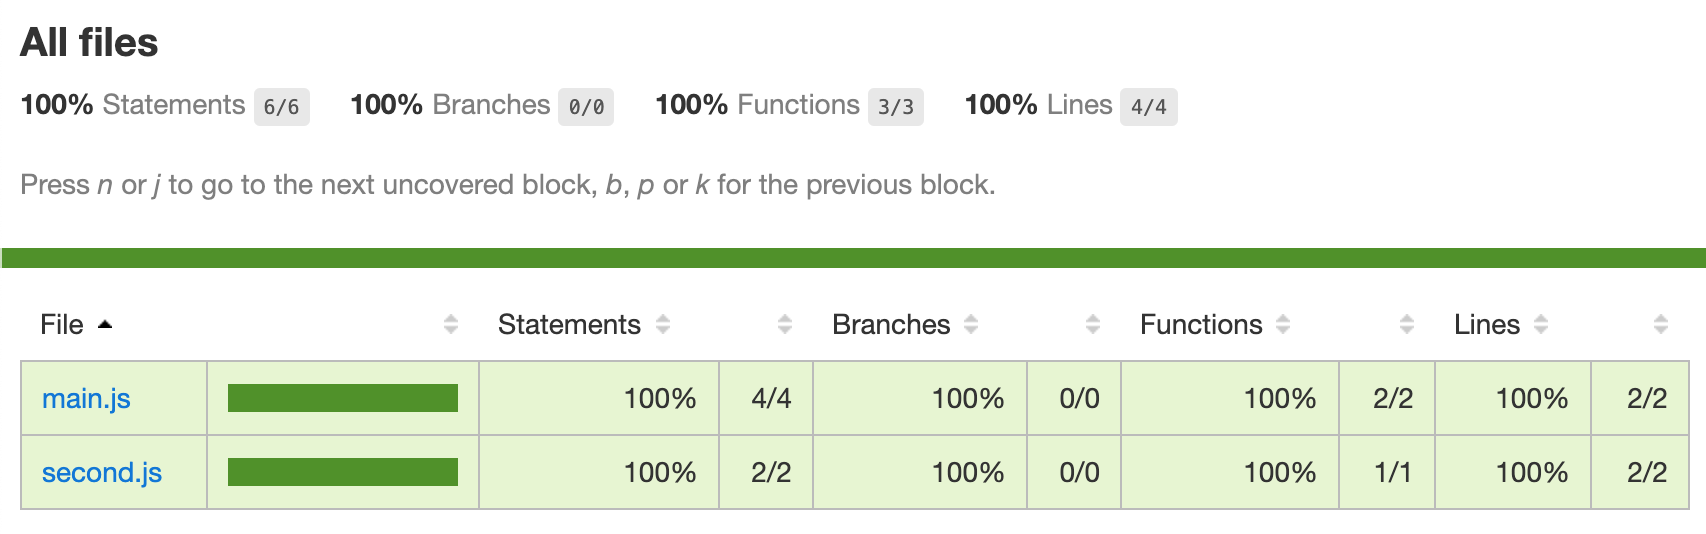 All files
100% Statements 6/6 100% Branches 0/0 100% Functions 3/3 100% Lines 4/4
Press n or j to go to the next uncovered block, b, p or k for the previous block.
File Statements Branches Functions Lines
main.js 100% 4/4 100% 0/0 100% 2/2 100% 2/2
second.js 100% 2/2 100% 0/0 100% 1/1 100% 2/2